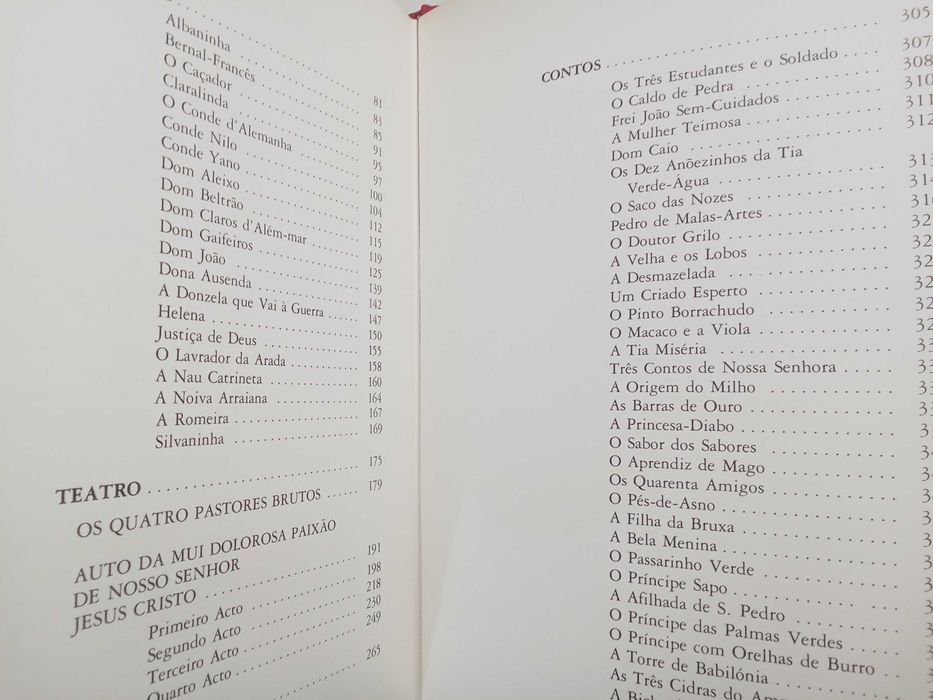 81
Albaninha 83
Bernal-Francês 85
O Caçador 91
Claralinda 95
O Conde d'Alemanha 97
Conde Nilo 100
Conde Yano 104
Dom Aleixo 112
Dom Beltrão 115
Dom Claros d'Além-mar 119
Dom Gaifeiros 125
Dom João 139
Dona Ausenda 142
A Donzela que Vai à Guerra 147
Helena 150
Justiça de Deus 155
O Lavrador da Arada 158
A Nau Catrineta 160
A Noiva Arraiana 164
A Romeira 167
Silvaninha 169
TEATRO 175
OS QUATRO PASTORES BRUTOS 179
AUTO DA MUI DOLOROSA PAIXÃO
DE NOSSO SENHOR
JESUS CRISTO 191
Primeiro Acto 198
Segundo Acto 218
Terceiro Acto 230
Quarto Acto 249
265
CONTOS 305
Os Três Estudantes e o Soldado 307
O Caldo de Pedra 308
Frei João Sem-Cuidados 310
A Mulher Teimosa 311
Dom Caio 312
Os Dez Anõezinhos da Tia
Verde-Água 313
O Saco das Nozes 314
Pedro de Malas-Artes
O Doutor Grilo
A Velha e os Lobos
A Desmazelada
Um Criado Esperto
O Pinto Borrachudo
O Macaco e a Viola
A Tia Miséria
Três Contos de Nossa Senhora
A Origem do Milho
As Barras de Ouro
A Princesa-Diabo
O Sabor dos Sabores
O Aprendiz de Mago
Os Quarenta Amigos
O Pés-de-Asno
A Filha da Bruxa
A Bela Menina
O Passarinho Verde
O Príncipe Sapo
A Afilhada de S. Pedro
O Príncipe das Palmas Verdes
O Príncipe com Orelhas de Burro
A Torre de Babilónia
As Três Cidras do